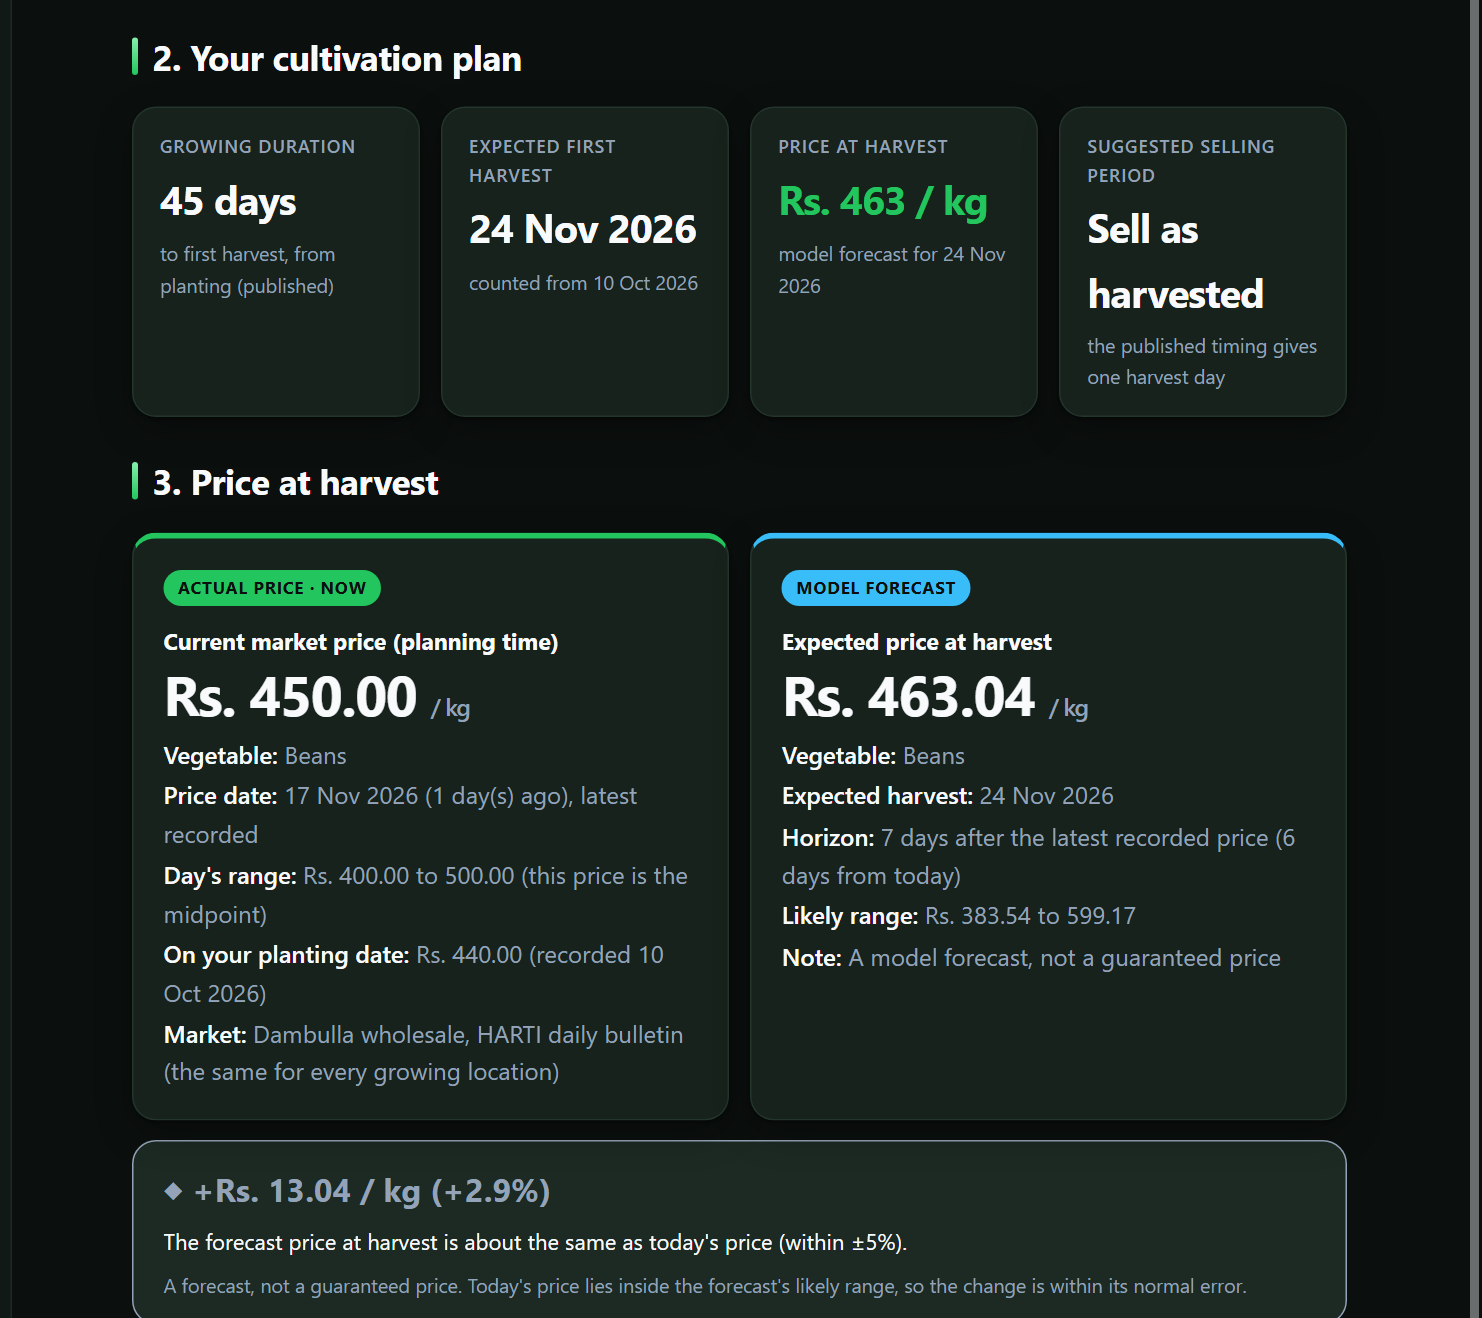 2. Your cultivation plan
GROWING DURATION
45 days
to first harvest, from
planting (published)
EXPECTED FIRST
HARVEST
24 Nov 2026
counted from 10 Oct 2026
PRICE AT HARVEST
Rs. 463 / kg
model forecast for 24 Nov
2026
SUGGESTED SELLING
PERIOD
Sell as
harvested
the published timing gives
one harvest day
3. Price at harvest
ACTUAL PRICE · NOW
Current market price (planning time)
Rs. 450.00 / kg
Vegetable: Beans
Price date: 17 Nov 2026 (1 day(s) ago), latest
recorded
Day's range: Rs. 400.00 to 500.00 (this price is the
midpoint)
On your planting date: Rs. 440.00 (recorded 10
Oct 2026)
Market: Dambulla wholesale, HARTI daily bulletin
(the same for every growing location)
MODEL FORECAST
Expected price at harvest
Rs. 463.04 / kg
Vegetable: Beans
Expected harvest: 24 Nov 2026
Horizon: 7 days after the latest recorded price (6
days from today)
Likely range: Rs. 383.54 to 599.17
Note: A model forecast, not a guaranteed price
◆ +Rs. 13.04 / kg (+2.9%)
The forecast price at harvest is about the same as today's price (within ±5%).
A forecast, not a guaranteed price. Today's price lies inside the forecast's likely range, so the change is within its normal error.